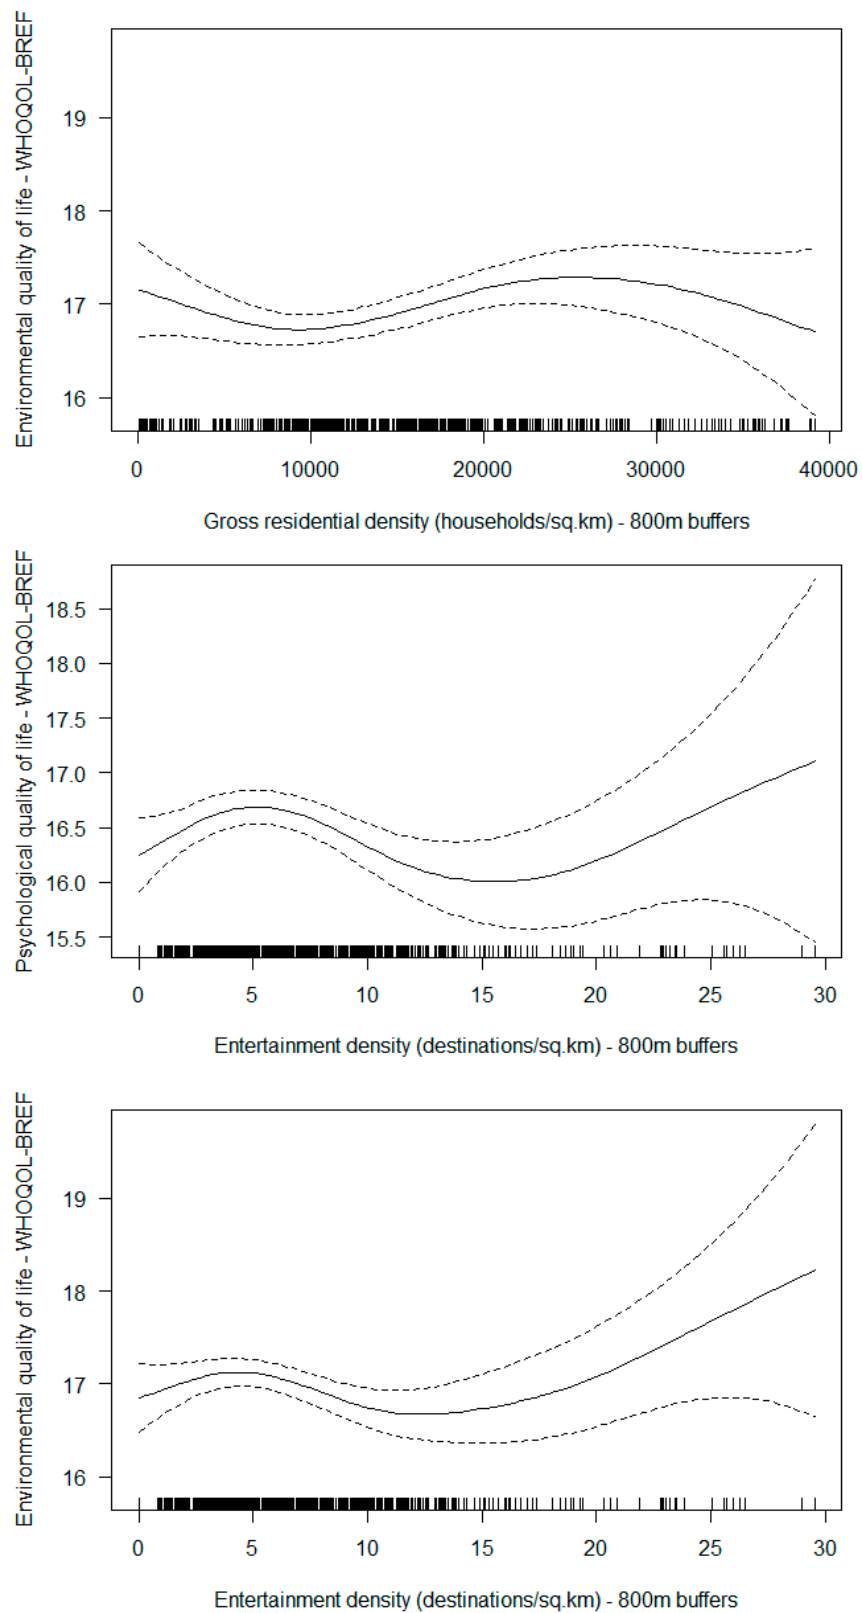 Environmental quality of life - WHOQOL-BREF
19
18
17
16
0 10000 20000 30000 40000
Gross residential density (households/sq.km) - 800m buffers
Psychological quality of life - WHOQOL-BREF
18.5
18.0
17.5
17.0
16.5
16.0
15.5
0 5 10 15 20 25 30
Entertainment density (destinations/sq.km) - 800m buffers
Environmental quality of life - WHOQOL-BREF
19
18
17
16
0 5 10 15 20 25 30
Entertainment density (destinations/sq.km) - 800m buffers